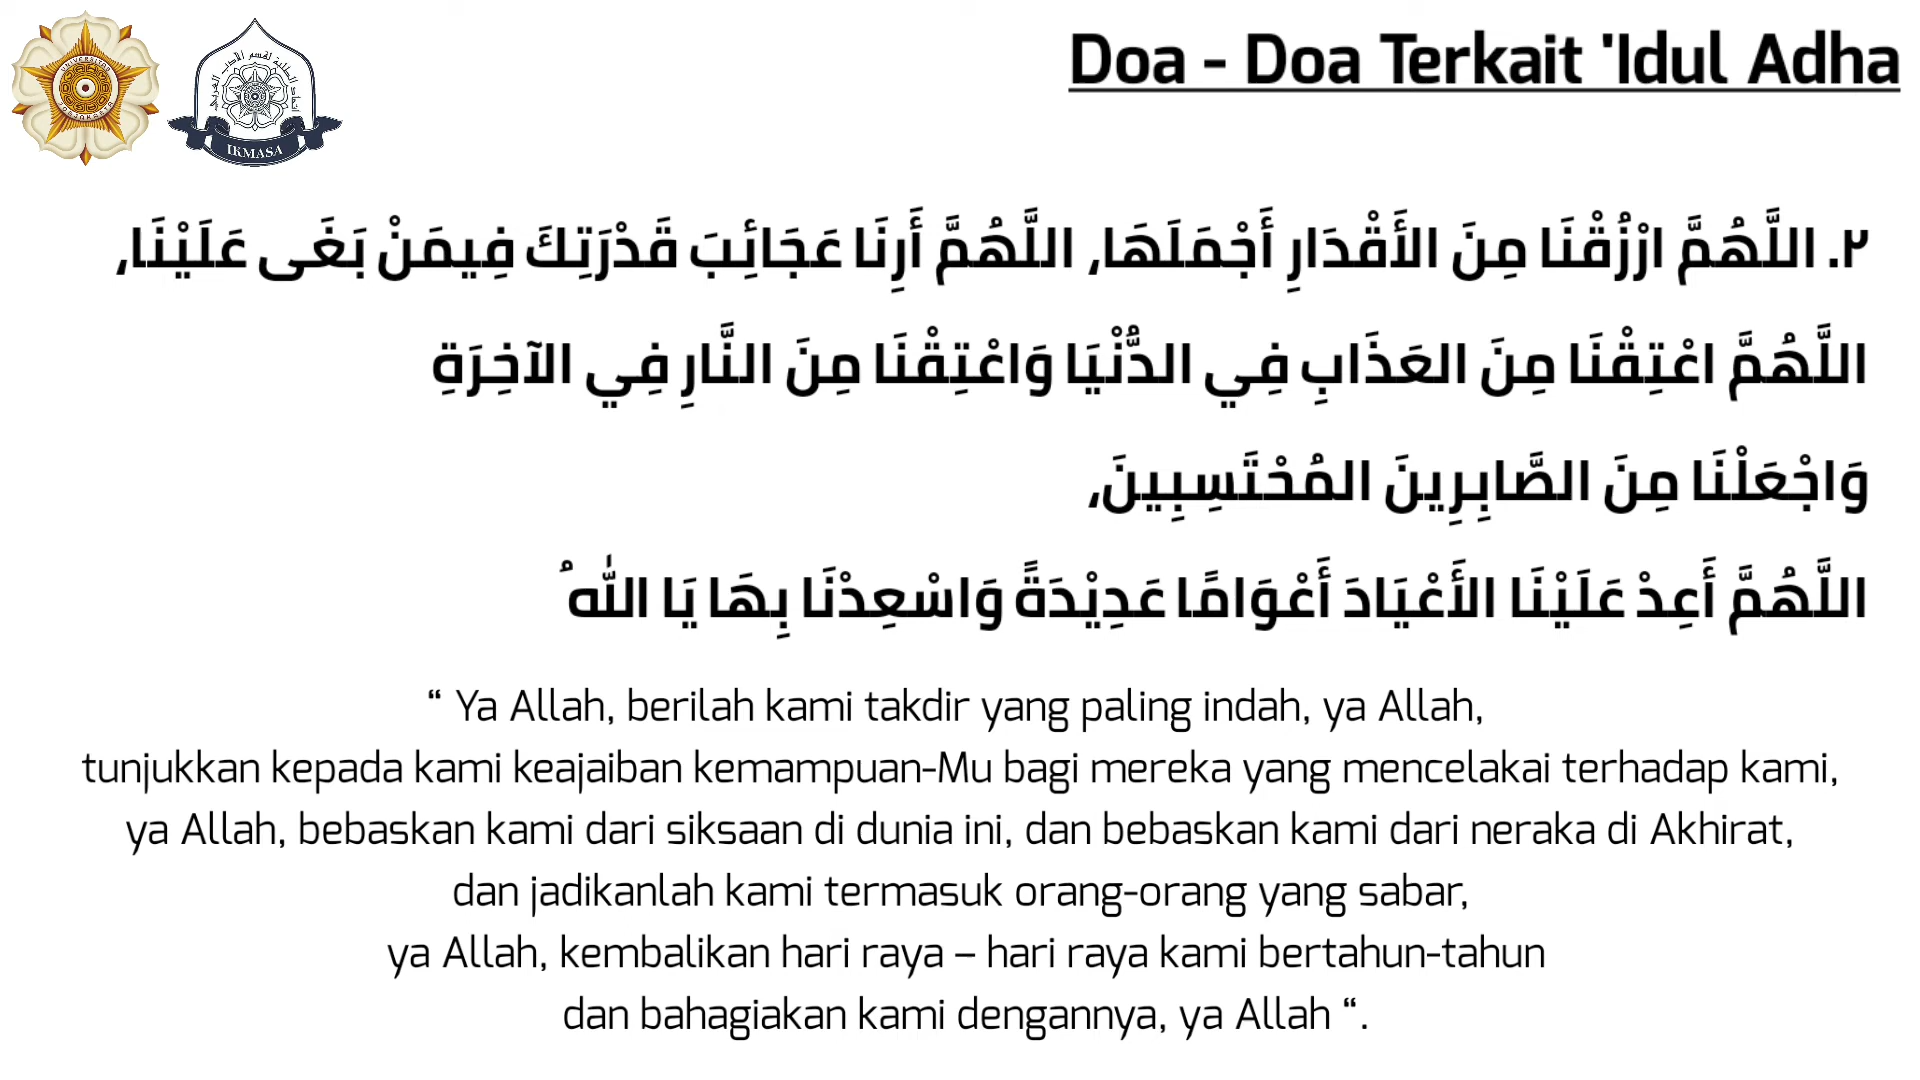 Doa - Doa Terkait 'Idul Adha
UNIVERSITAS GADJAH MADA
IKMASA
٢. اللَّهُمَّ ارْزُقْنَا مِنَ الأَقْدَارِ أَجْمَلَهَا، اللَّهُمَّ أَرِنَا عَجَائِبَ قَدْرَتِكَ فِيمَنْ بَغَى عَلَيْنَا،
اللَّهُمَّ اعْتِقْنَا مِنَ العَذَابِ فِي الدُّنْيَا وَاعْتِقْنَا مِنَ النَّارِ فِي الآخِرَةِ
وَاجْعَلْنَا مِنَ الصَّابِرِينَ المُحْتَسِبِينَ،
اللَّهُمَّ أَعِدْ عَلَيْنَا الأَعْيَادَ أَعْوَامًا عَدِيْدَةً وَاسْعِدْنَا بِهَا يَا اللهُ
“ Ya Allah, berilah kami takdir yang paling indah, ya Allah,
tunjukkan kepada kami keajaiban kemampuan-Mu bagi mereka yang mencelakai terhadap kami,
ya Allah, bebaskan kami dari siksaan di dunia ini, dan bebaskan kami dari neraka di Akhirat,
dan jadikanlah kami termasuk orang-orang yang sabar,
ya Allah, kembalikan hari raya – hari raya kami bertahun-tahun
dan bahagiakan kami dengannya, ya Allah “.